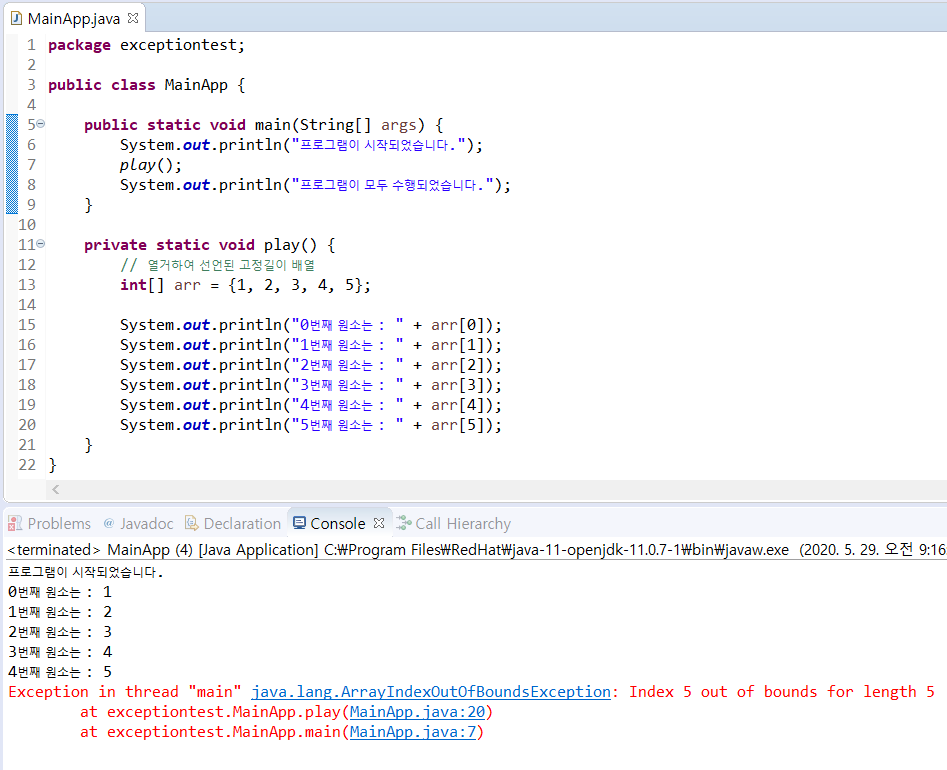 MainApp.java
1 package exceptiontest;
2
3 public class MainApp {
4
5 public static void main(String[] args) {
6 System.out.println("프로그램이 시작되었습니다.");
7 play();
8 System.out.println("프로그램이 모두 수행되었습니다.");
9 }
10
11 private static void play() {
12 // 열거하여 선언된 고정길이 배열
13 int[] arr = {1, 2, 3, 4, 5};
14
15 System.out.println("0번째 원소는 : " + arr[0]);
16 System.out.println("1번째 원소는 : " + arr[1]);
17 System.out.println("2번째 원소는 : " + arr[2]);
18 System.out.println("3번째 원소는 : " + arr[3]);
19 System.out.println("4번째 원소는 : " + arr[4]);
20 System.out.println("5번째 원소는 : " + arr[5]);
21 }
22 }
Problems @ Javadoc Declaration Console Call Hierarchy
<terminated> MainApp (4) [Java Application] C:₩Program Files₩RedHat₩java-11-openjdk-11.0.7-1₩bin₩javaw.exe (2020. 5. 29. 오전 9:16
프로그램이 시작되었습니다.
0번째 원소는 : 1
1번째 원소는 : 2
2번째 원소는 : 3
3번째 원소는 : 4
4번째 원소는 : 5
Exception in thread "main" java.lang.ArrayIndexOutOfBoundsException: Index 5 out of bounds for length 5
at exceptiontest.MainApp.play(MainApp.java:20)
at exceptiontest.MainApp.main(MainApp.java:7)